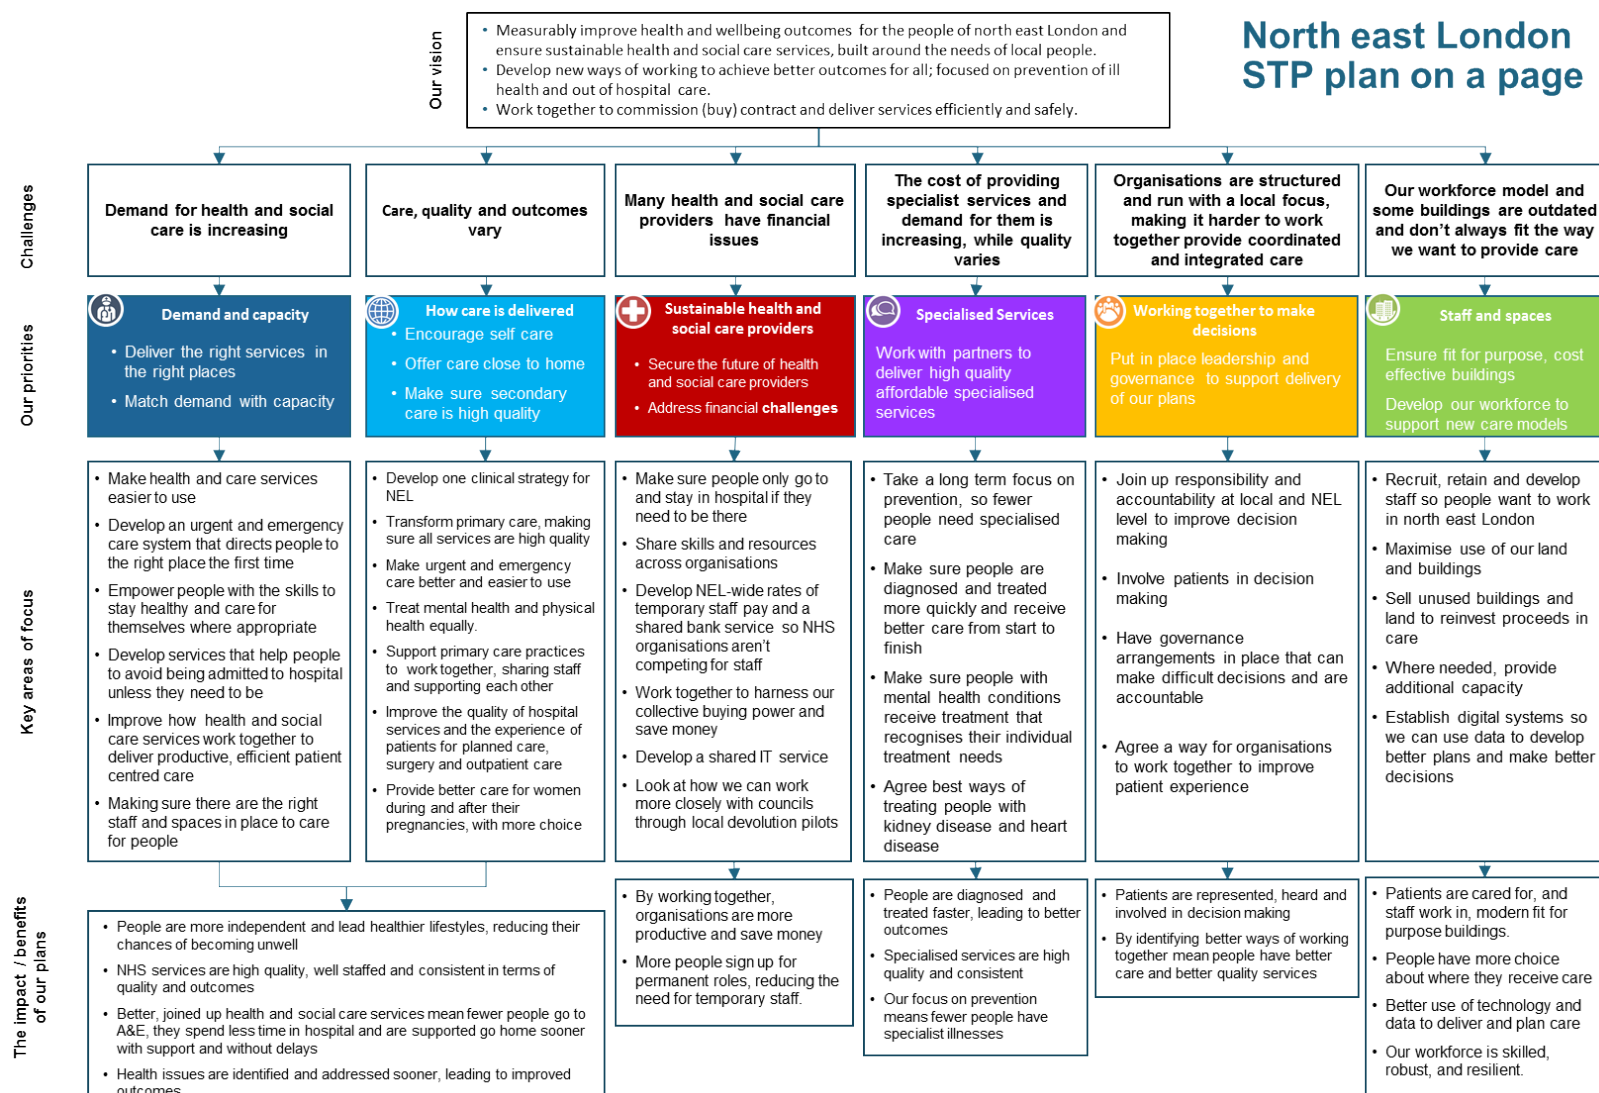 North east London
STP plan on a page
Our vision
• Measurably improve health and wellbeing outcomes for the people of north east London and
ensure sustainable health and social care services, built around the needs of local people.
• Develop new ways of working to achieve better outcomes for all; focused on prevention of ill
health and out of hospital care.
• Work together to commission (buy) contract and deliver services efficiently and safely.
Challenges
Demand for health and social
care is increasing
Care, quality and outcomes
vary
Many health and social care
providers have financial
issues
The cost of providing
specialist services and
demand for them is
increasing, while quality
varies
Organisations are structured
and run with a local focus,
making it harder to work
together provide coordinated
and integrated care
Our workforce model and
some buildings are outdated
and don't always fit the way
we want to provide care
Our priorities
Demand and capacity
• Deliver the right services in
the right places
• Match demand with capacity
How care is delivered
• Encourage self care
• Offer care close to home
• Make sure secondary
care is high quality
Sustainable health and
social care providers
• Secure the future of health
and social care providers
• Address financial challenges
Specialised Services
Work with partners to
deliver high quality
affordable specialised
services
Working together to make
decisions
Put in place leadership and
governance to support delivery
of our plans
Staff and spaces
Ensure fit for purpose, cost
effective buildings
Develop our workforce to
support new care models
Key areas of focus
• Make health and care services
easier to use
• Develop an urgent and emergency
care system that directs people to
the right place the first time
• Empower people with the skills to
stay healthy and care for
themselves where appropriate
• Develop services that help people
to avoid being admitted to hospital
unless they need to be
• Improve how health and social
care services work together to
deliver productive, efficient patient
centred care
• Making sure there are the right
staff and spaces in place to care
for people
• Develop one clinical strategy for
NEL
• Transform primary care, making
sure all services are high quality
• Make urgent and emergency
care better and easier to use
• Treat mental health and physical
health equally.
• Support primary care practices
to work together, sharing staff
and supporting each other
• Improve the quality of hospital
services and the experience of
patients for planned care,
surgery and outpatient care
• Provide better care for women
during and after their
pregnancies, with more choice
• Make sure people only go to
and stay in hospital if they
need to be there
• Share skills and resources
across organisations
• Develop NEL-wide rates of
temporary staff pay and a
shared bank service so NHS
organisations aren't
competing for staff
• Work together to harness our
collective buying power and
save money
• Develop a shared IT service
• Look at how we can work
more closely with councils
through local devolution pilots
• Take a long term focus on
prevention, so fewer
people need specialised
care
• Make sure people are
diagnosed and treated
more quickly and receive
better care from start to
finish
• Make sure people with
mental health conditions
receive treatment that
recognises their individual
treatment needs
• Agree best ways of
treating people with
kidney disease and heart
disease
• Join up responsibility and
accountability at local and NEL
level to improve decision
making
• Involve patients in decision
making
• Have governance
arrangements in place that can
make difficult decisions and are
accountable
• Agree a way for organisations
to work together to improve
patient experience
• Recruit, retain and develop
staff so people want to work
in north east London
• Maximise use of our land
and buildings
• Sell unused buildings and
land to reinvest proceeds in
care
• Where needed, provide
additional capacity
• Establish digital systems so
we can use data to develop
better plans and make better
decisions
The impact / benefits
of our plans
• People are more independent and lead healthier lifestyles, reducing their
chances of becoming unwell
• NHS services are high quality, well staffed and consistent in terms of
quality and outcomes
• Better, joined up health and social care services mean fewer people go to
A&E, they spend less time in hospital and are supported go home sooner
with support and without delays
• Health issues are identified and addressed sooner, leading to improved
outcomes
• By working together,
organisations are more
productive and save money
• More people sign up for
permanent roles, reducing the
need for temporary staff.
• People are diagnosed and
treated faster, leading to better
outcomes
• Specialised services are high
quality and consistent
• Our focus on prevention
means fewer people have
specialist illnesses
• Patients are represented, heard and
involved in decision making
• By identifying better ways of working
together mean people have better
care and better quality services
• Patients are cared for, and
staff work in, modern fit for
purpose buildings.
• People have more choice
about where they receive care
• Better use of technology and
data to deliver and plan care
• Our workforce is skilled,
robust, and resilient.